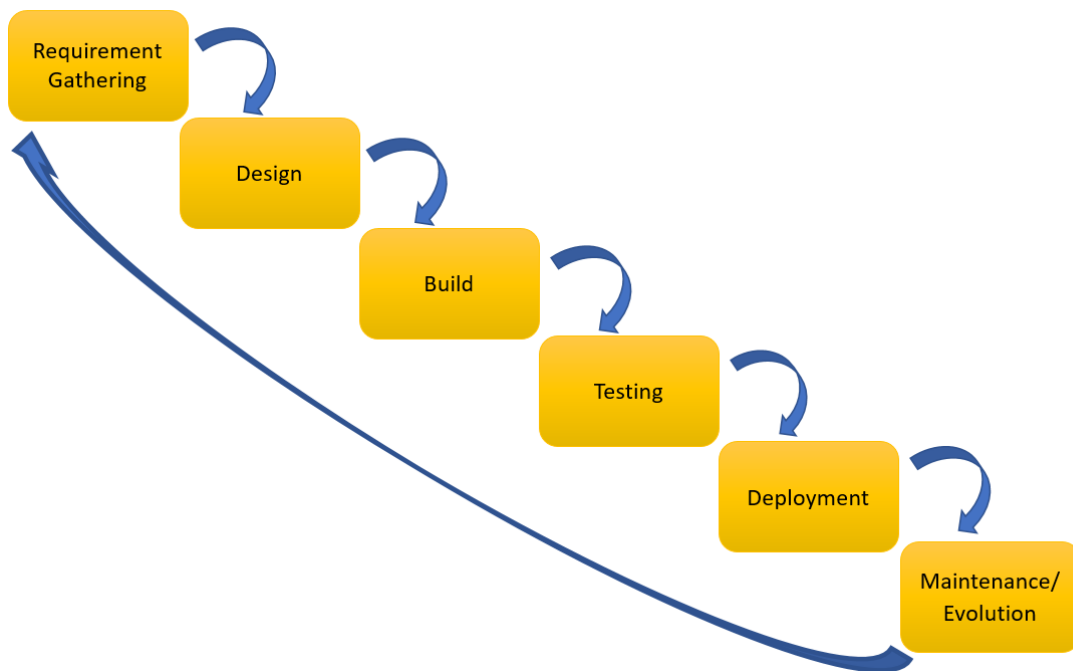 Requirement
Gathering
Design
Build
Testing
Deployment
Maintenance/
Evolution